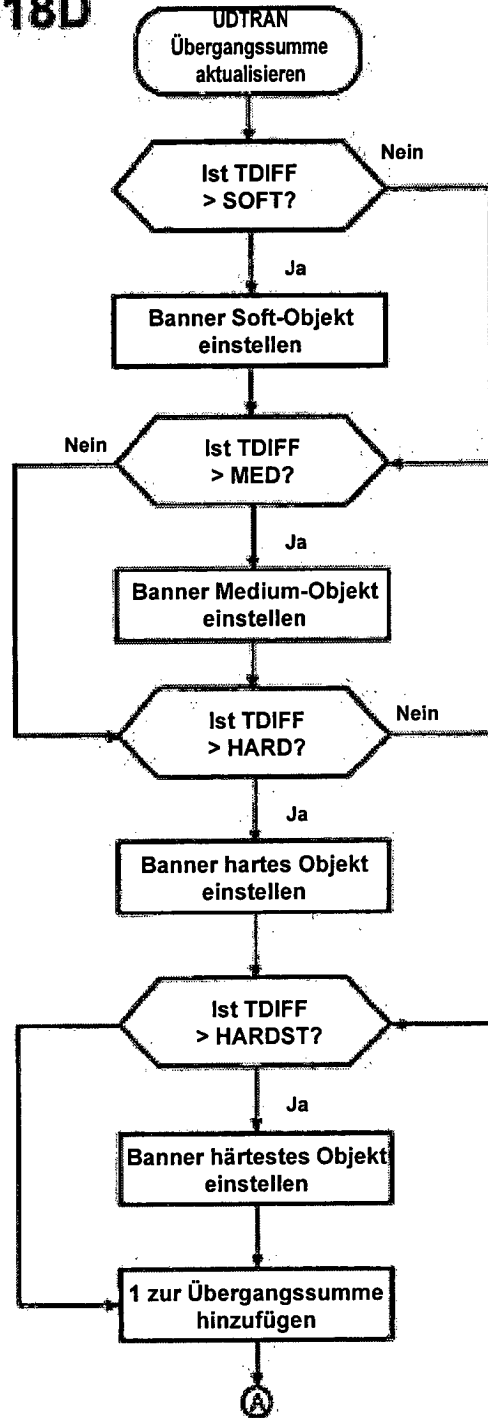 18D
UDTRAN
Übergangssumme
aktualisieren
Ist TDIFF
> SOFT?
Nein
Ja
Banner Soft-Objekt
einstellen
Nein
Ist TDIFF
> MED?
Ja
Banner Medium-Objekt
einstellen
Ist TDIFF
> HARD?
Nein
Ja
Banner hartes Objekt
einstellen
Ist TDIFF
> HARDST?
Ja
Banner härtestes Objekt
einstellen
1 zur Übergangssumme
hinzufügen
A